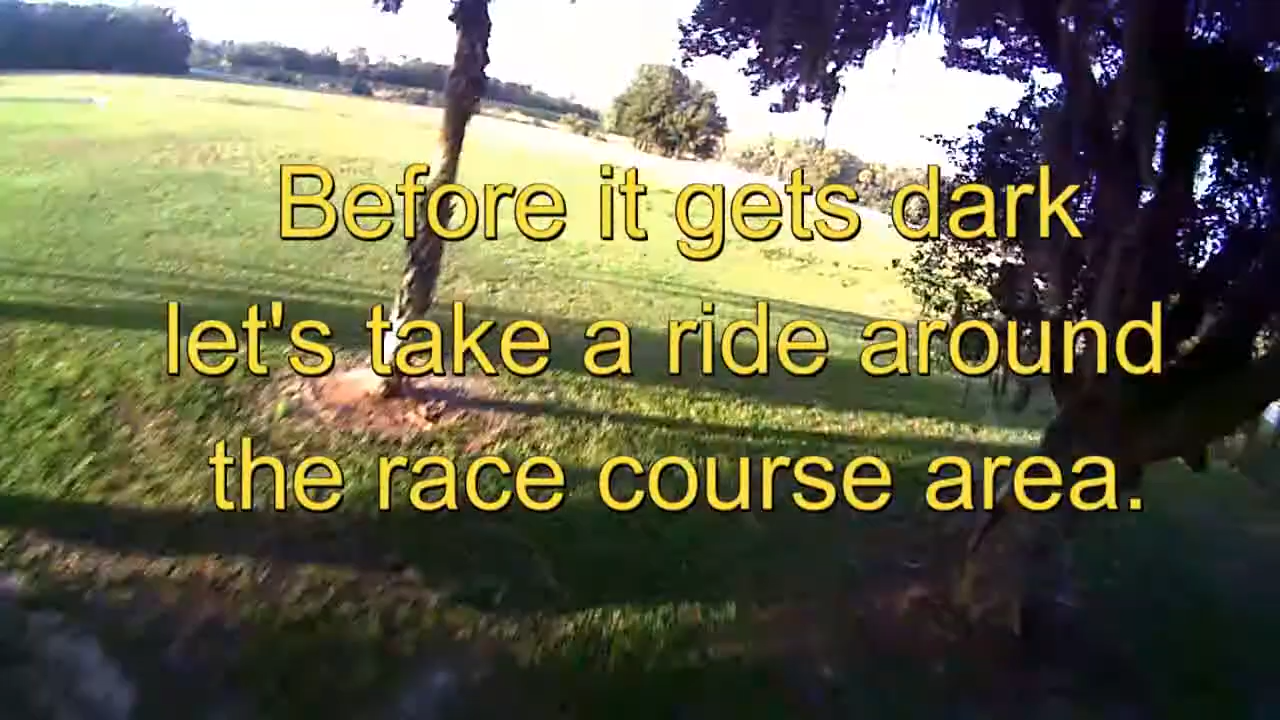 Before it gets dark
let's take a ride around
the race course area.